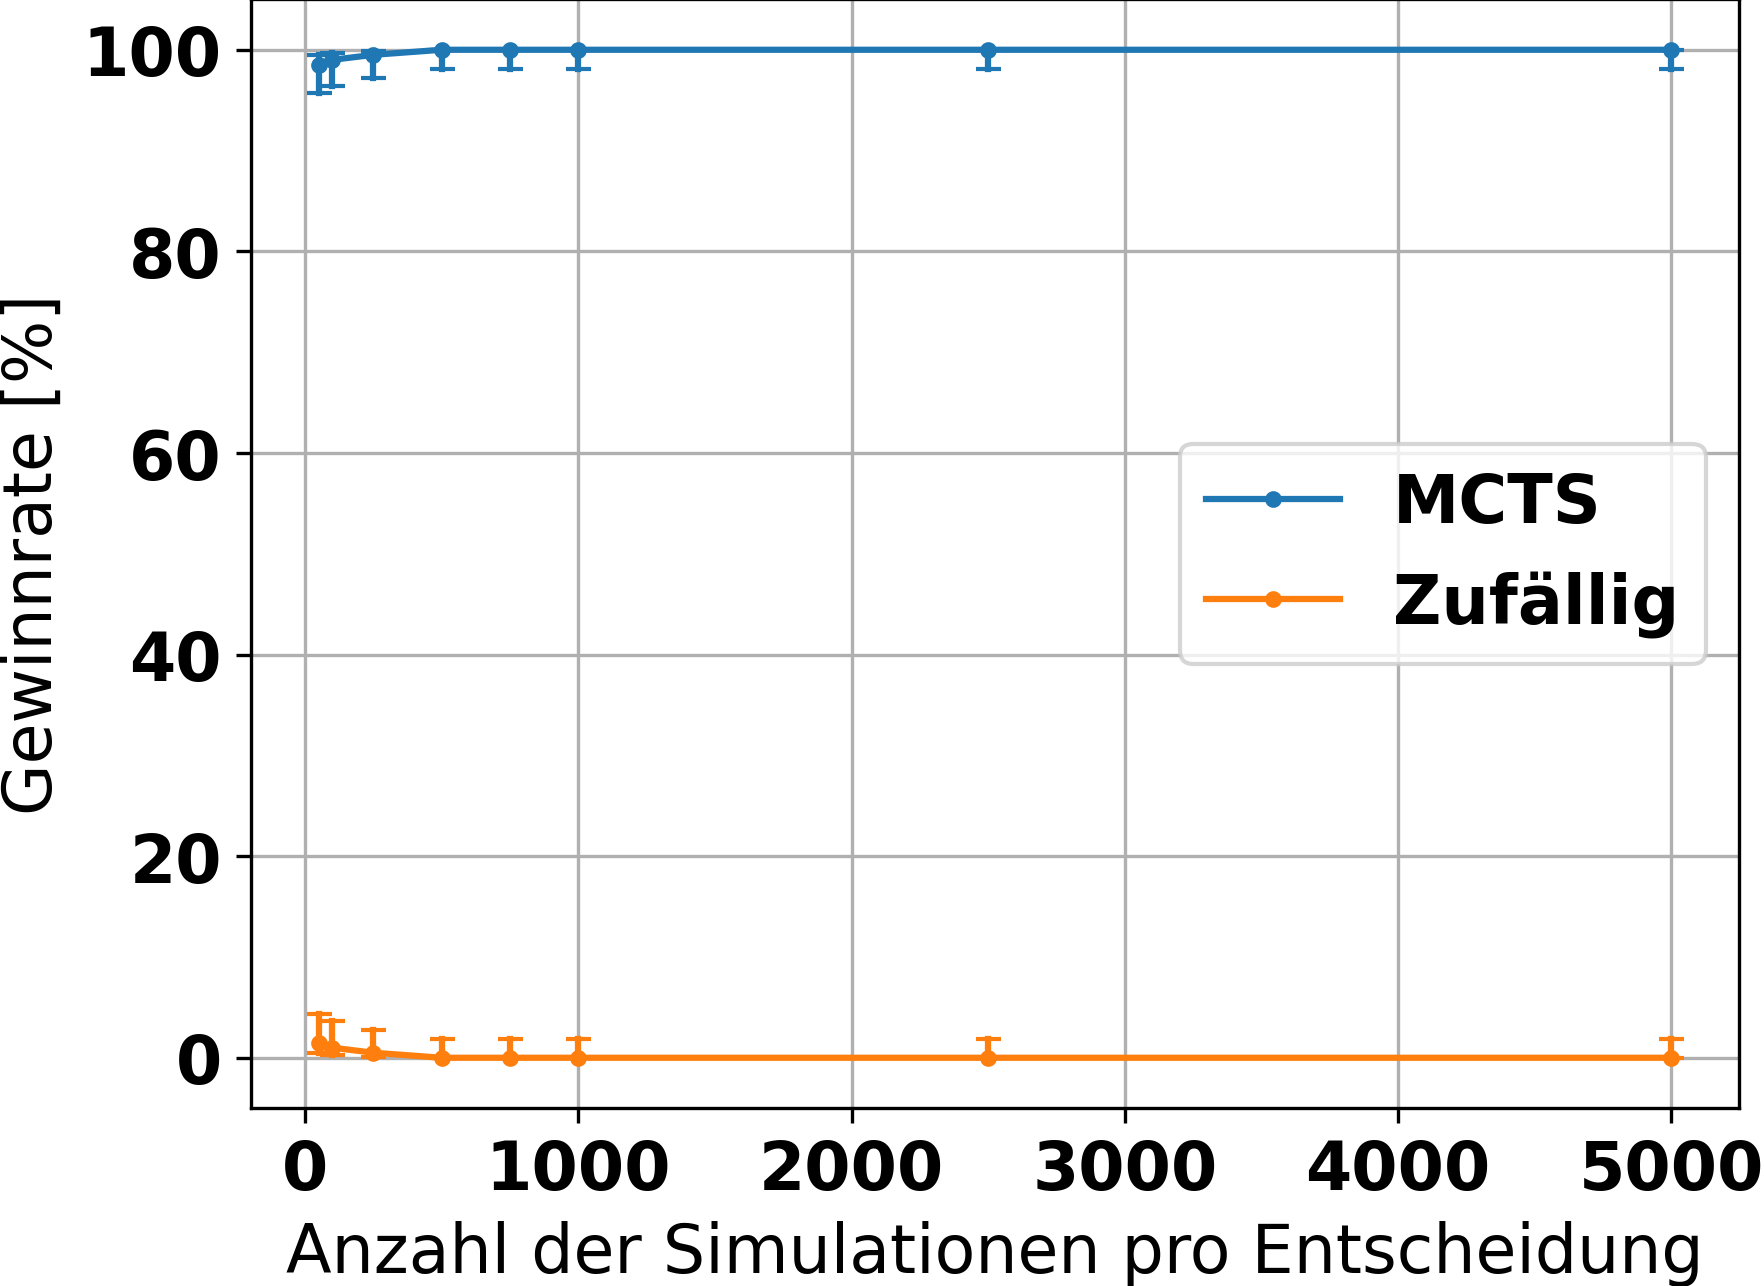 Gewinnrate [%]
100
80
60
40
20
0
MCTS
Zufällig
0 1000 2000 3000 4000 5000
Anzahl der Simulationen pro Entscheidung